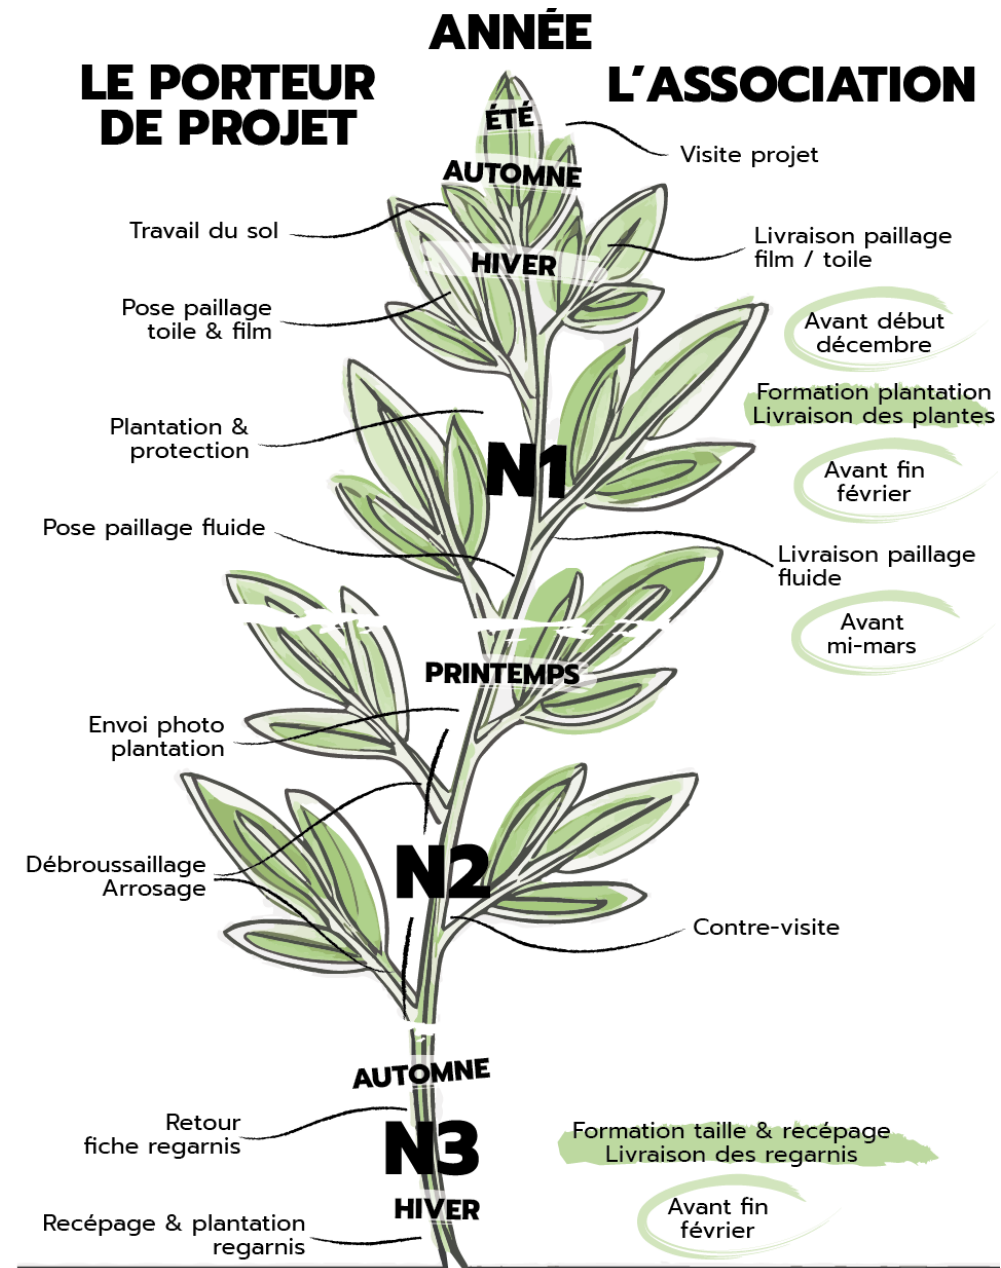 ANNÉE
LE PORTEUR
DE PROJET
L'ASSOCIATION
ÉTÉ
Visite projet
AUTOMNE
Travail du sol
Livraison paillage
film / toile
HIVER
Pose paillage
toile & film
Avant début
décembre
Formation plantation
Livraison des plantes
Plantation &
protection
N1
Avant fin
février
Pose paillage fluide
Livraison paillage
fluide
Avant
mi-mars
PRINTEMPS
Envoi photo
plantation
Débroussaillage
Arrosage
N2
Contre-visite
AUTOMNE
Retour
fiche regarnis
N3
Formation taille & recépage
Livraison des regarnis
HIVER
Avant fin
février
Recépage & plantation
regarnis